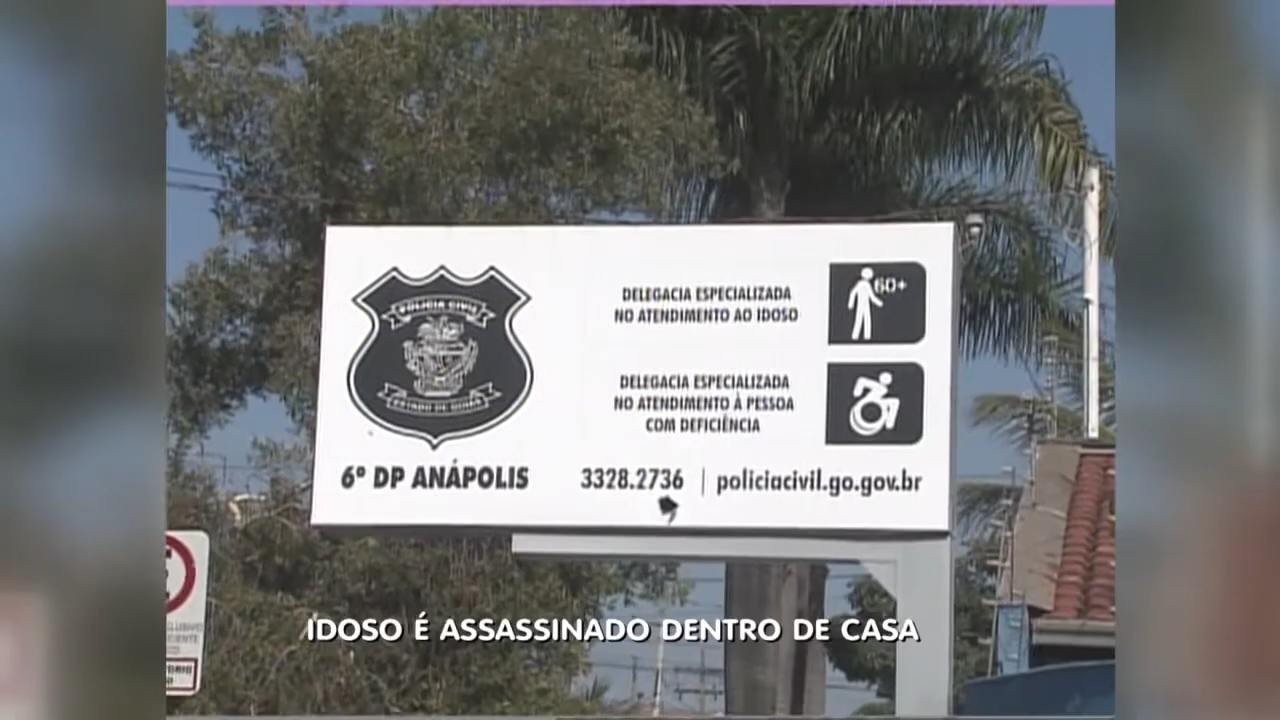 POLÍCIA CIVIL
ESTADO DE GOIÁS
6º DP ANÁPOLIS
DELEGACIA ESPECIALIZADA
NO ATENDIMENTO AO IDOSO
60+
DELEGACIA ESPECIALIZADA
NO ATENDIMENTO À PESSOA
COM DEFICIÊNCIA
3328.2736 | policiacivil.go.gov.br
IDOSO É ASSASSINADO DENTRO DE CASA